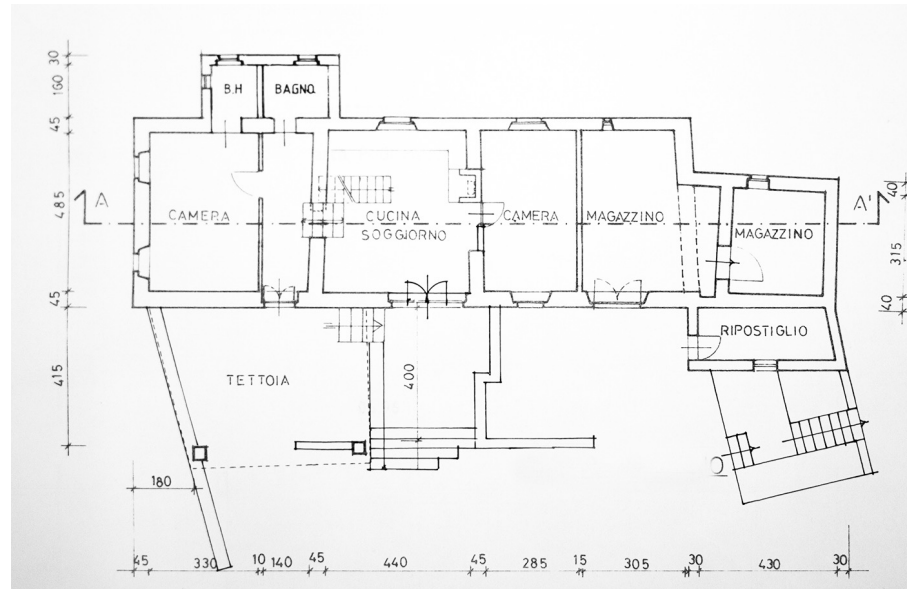 30
160
45
485
45
415
B.H
BAGNO
A
CAMERA
CUCINA
SOGGIORNO
CAMERA
MAGAZZINO
MAGAZZINO
A'
40
315
40
RIPOSTIGLIO
TETTOIA
400
180
45
330
10
140
45
440
45
285
15
305
30
430
30